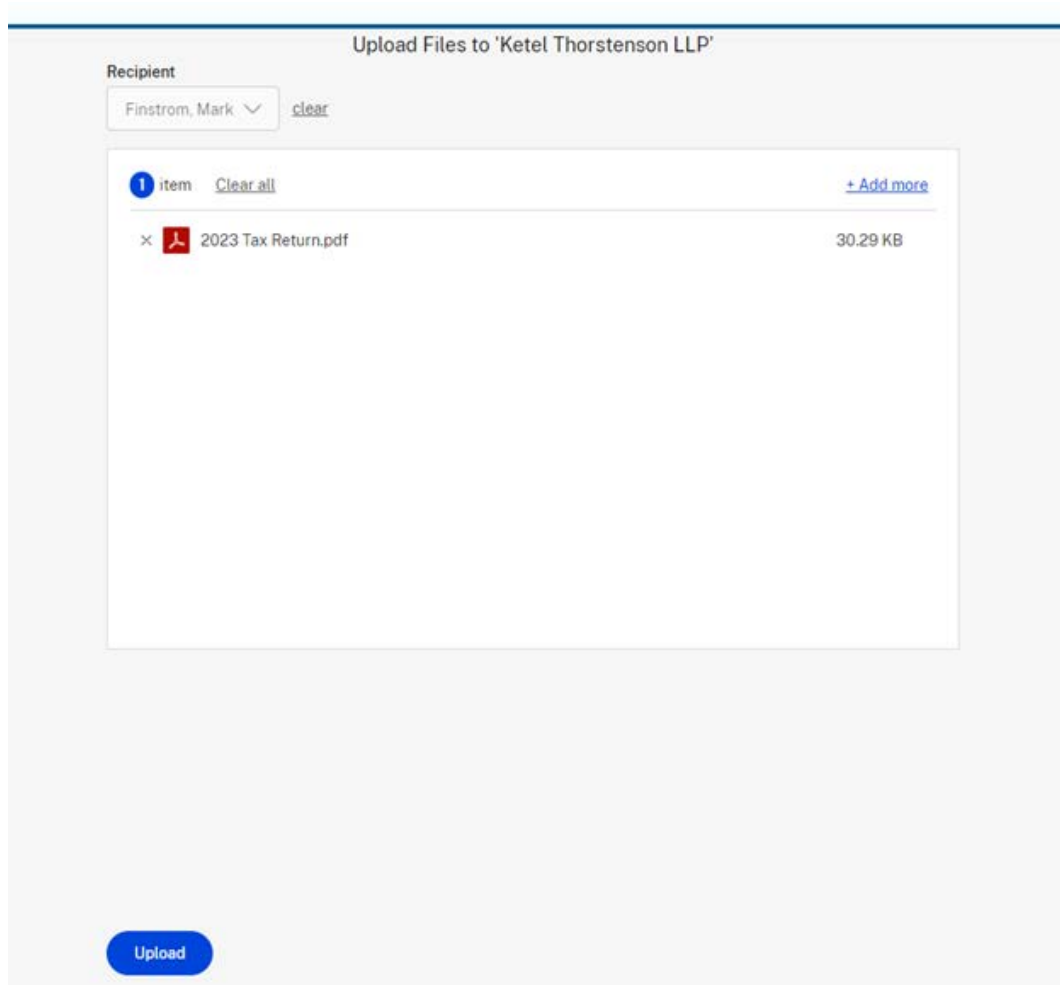 Upload Files to 'Ketel Thorstenson LLP'
Recipient
Finstrom, Mark clear
1 item Clear all + Add more
2023 Tax Return.pdf 30.29 KB
Upload